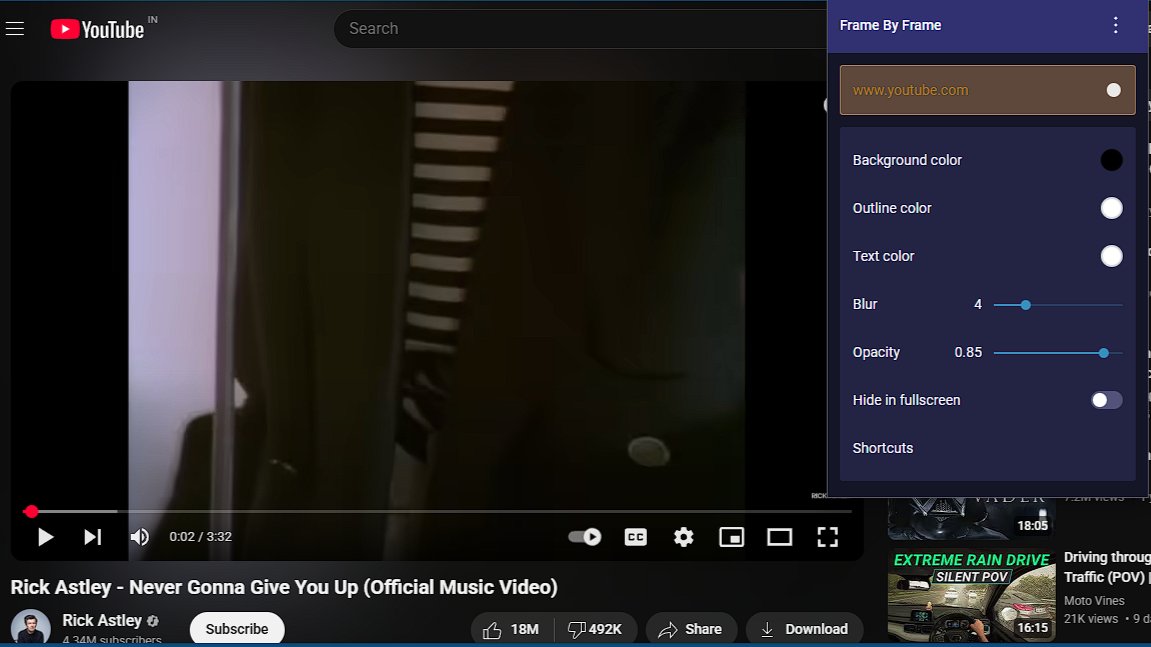 YouTube IN
Search
Frame By Frame
www.youtube.com
Background color
Outline color
Text color
Blur 4
Opacity 0.85
Hide in fullscreen
Shortcuts
RICK
0:02 / 3:32
CC
Rick Astley - Never Gonna Give You Up (Official Music Video)
Rick Astley
4.34M subscribers
Subscribe
18M
492K
Share
Download
VADER
7.2M views
18:05
EXTREME RAIN DRIVE
SILENT POV
16:15
Driving throug
Traffic (POV) |
Moto Vines
21K views • 9 da